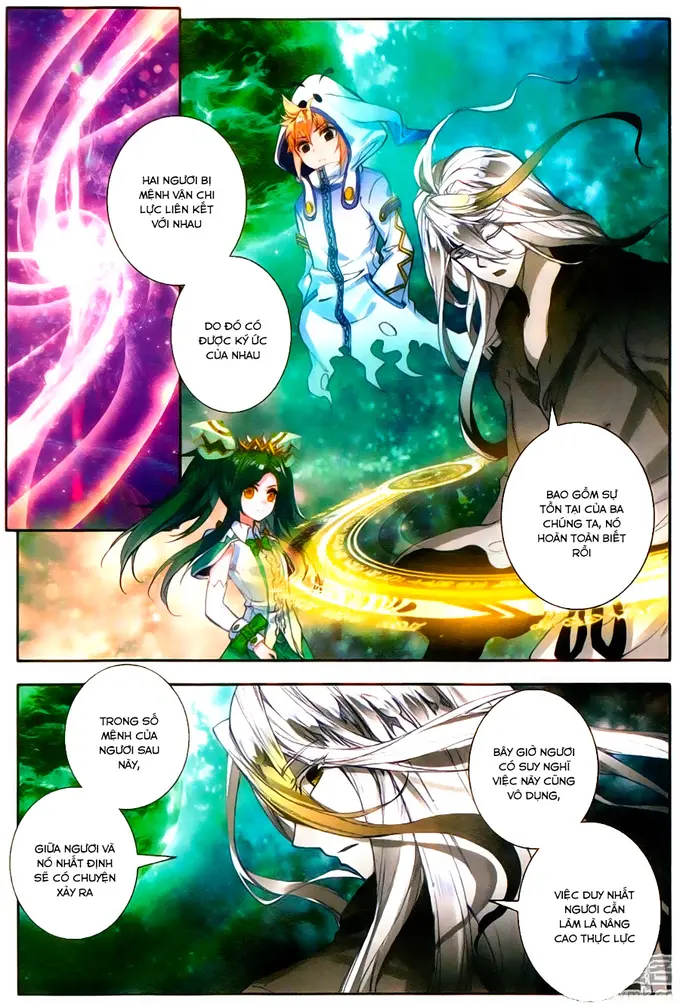 HAI NGƯƠI BỊ
MỆNH VẬN CHI
LỰC LIÊN KẾT
VỚI NHAU
DO ĐÓ CÓ
ĐƯỢC KÝ ỨC
CỦA NHAU
BAO GỒM SỰ
TỒN TẠI CỦA BA
CHÚNG TA, NÓ
HOÀN TOÀN BIẾT
RỒI
TRONG SỐ
MỆNH CỦA
NGƯƠI SAU
NÀY,
GIỮA NGƯƠI VÀ
NÓ NHẤT ĐỊNH
SẼ CÓ CHUYỆN
XẢY RA
BÂY GIỜ NGƯƠI
CÓ SUY NGHĨ
VIỆC NÀY CŨNG
VÔ DỤNG,
VIỆC DUY NHẤT
NGƯƠI CẦN
LÀM LÀ NÂNG
CAO THỰC LỰC